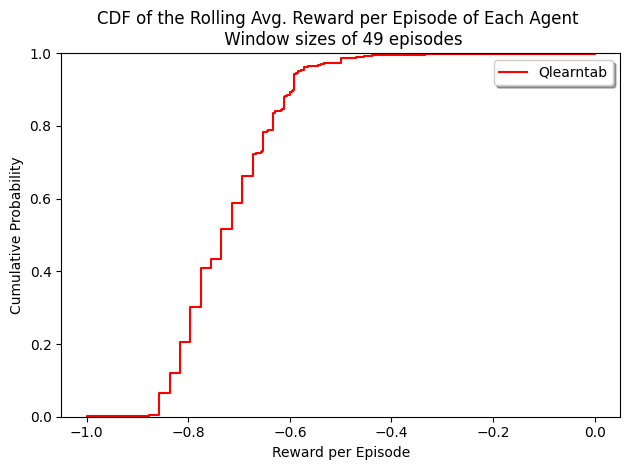 CDF of the Rolling Avg. Reward per Episode of Each Agent
Window sizes of 49 episodes
Qlearntab
1.0
0.8
0.6
0.4
0.2
0.0
Cumulative Probability
−1.0 −0.8 −0.6 −0.4 −0.2 0.0
Reward per Episode